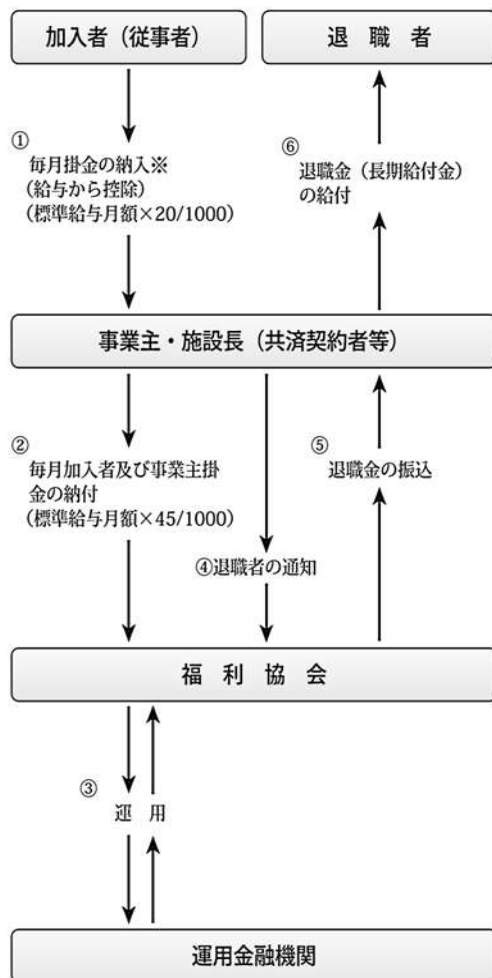 加入者（従事者）
退　職　者
①
毎月掛金の納入※
(給与から控除)
(標準給与月額×20/1000)
⑥
退職金（長期給付金）
の給付
事業主・施設長（共済契約者等）
②
毎月加入者及び事業主掛
金の納付
(標準給与月額×45/1000)
⑤
退職金の振込
④退職者の通知
福　利　協　会
③
運　用
運用金融機関